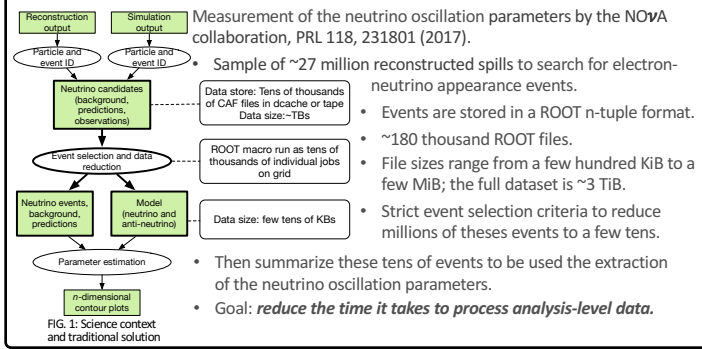 Reconstruction
output
Simulation
output
Particle and
event ID
Particle and
event ID
Neutrino candidates
(background,
predictions,
observations)
Data store: Tens of thousands
of CAF files in dcache or tape
Data size:~TBs
Event selection and data
reduction
ROOT macro run as tens of
thousands of individual jobs
on grid
Neutrino events,
background,
predictions
Model
(neutrino and
anti-neutrino)
Data size: few tens of KBs
Parameter estimation
n-dimensional
contour plots
FIG. 1: Science context
and traditional solution
Measurement of the neutrino oscillation parameters by the NOνA
collaboration, PRL 118, 231801 (2017).
• Sample of ~27 million reconstructed spills to search for electron-
neutrino appearance events.
• Events are stored in a ROOT n-tuple format.
• ~180 thousand ROOT files.
• File sizes range from a few hundred KiB to a
few MiB; the full dataset is ~3 TiB.
• Strict event selection criteria to reduce
millions of theses events to a few tens.
• Then summarize these tens of events to be used the extraction
of the neutrino oscillation parameters.
• Goal: reduce the time it takes to process analysis-level data.